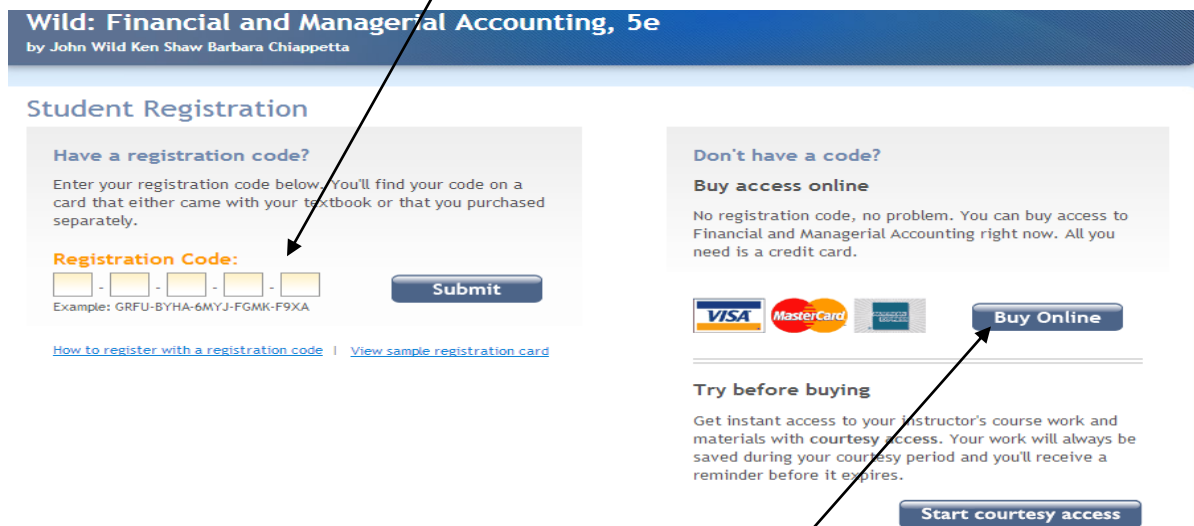 Wild: Financial and Managerial Accounting, 5e
by John Wild Ken Shaw Barbara Chiappetta
Student Registration
Have a registration code?
Enter your registration code below. You'll find your code on a
card that either came with your textbook or that you purchased
separately.
Registration Code:
- - - -
Submit
Example: GRFU-BYHA-6MYJ-FGMK-F9XA
How to register with a registration code | View sample registration card
Don't have a code?
Buy access online
No registration code, no problem. You can buy access to
Financial and Managerial Accounting right now. All you
need is a credit card.
VISA MasterCard
Buy Online
Try before buying
Get instant access to your instructor's course work and
materials with courtesy access. Your work will always be
saved during your courtesy period and you'll receive a
reminder before it expires.
Start courtesy access